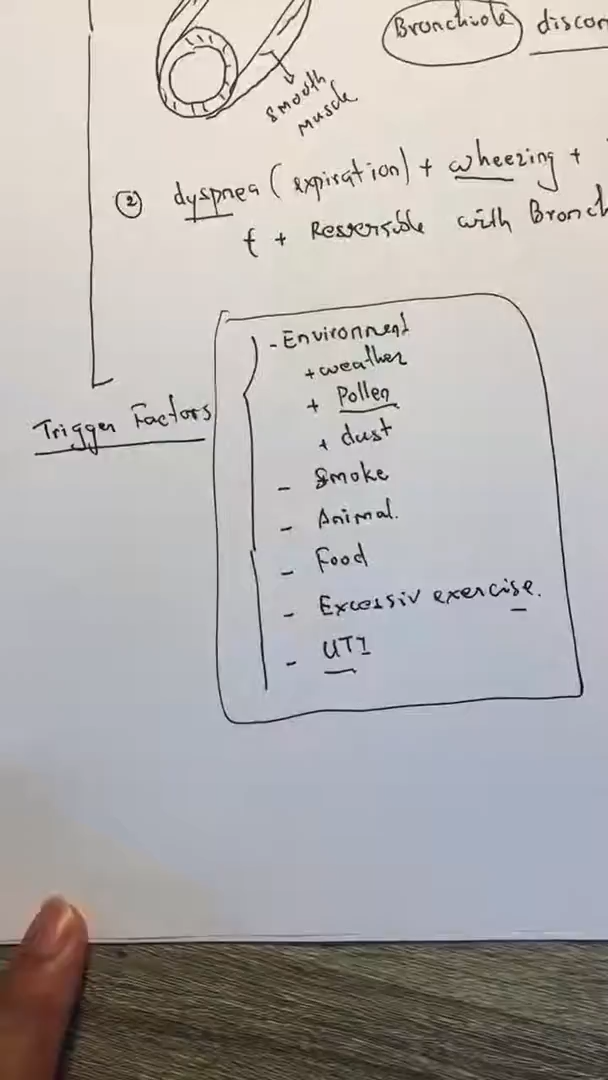 Bronchiole discon
smooth
muscle
② dyspnea (expiration) + wheezing +
t + Reversible with Bronch
Trigger Factors
- Environment
+ weather
+ Pollen
+ dust
- Smoke
- Animal.
- Food
- Excessiv exercise.
- UTI